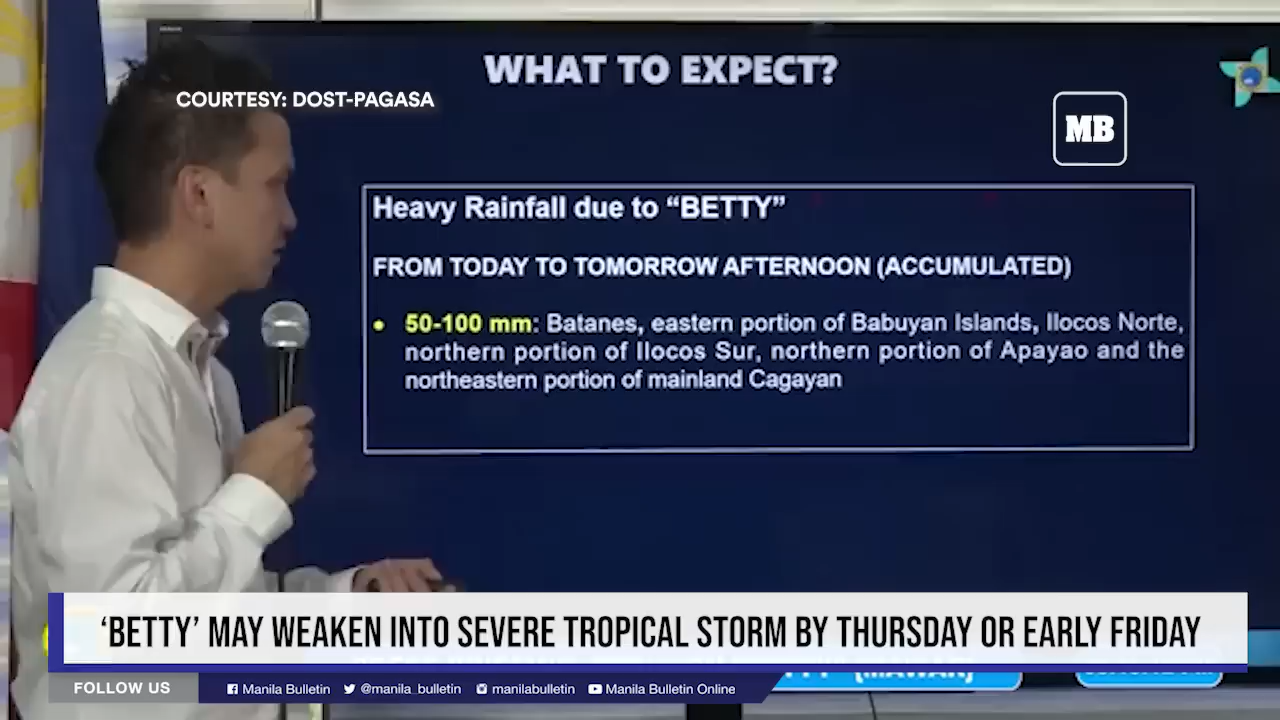 WHAT TO EXPECT?
COURTESY: DOST-PAGASA
MB
Heavy Rainfall due to “BETTY”
FROM TODAY TO TOMORROW AFTERNOON (ACCUMULATED)
• 50-100 mm: Batanes, eastern portion of Babuyan Islands, Ilocos Norte,
northern portion of Ilocos Sur, northern portion of Apayao and the
northeastern portion of mainland Cagayan
‘BETTY’ MAY WEAKEN INTO SEVERE TROPICAL STORM BY THURSDAY OR EARLY FRIDAY
FOLLOW US
Manila Bulletin @manila_bulletin manilabulletin Manila Bulletin Online